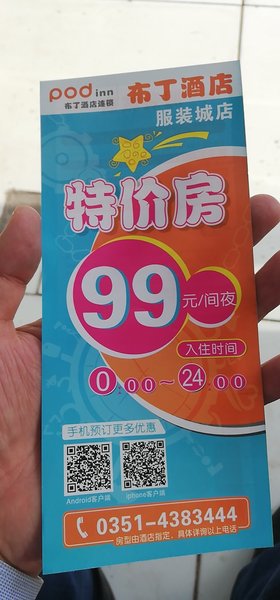 pod inn
布丁酒店连锁
布丁酒店
服装城店
特价房
99元/间夜
入住时间
0:00~24:00
手机预订更多优惠
Android客户端
iphone客户端
0351-4383444
房型由酒店指定，具体详询以上电话